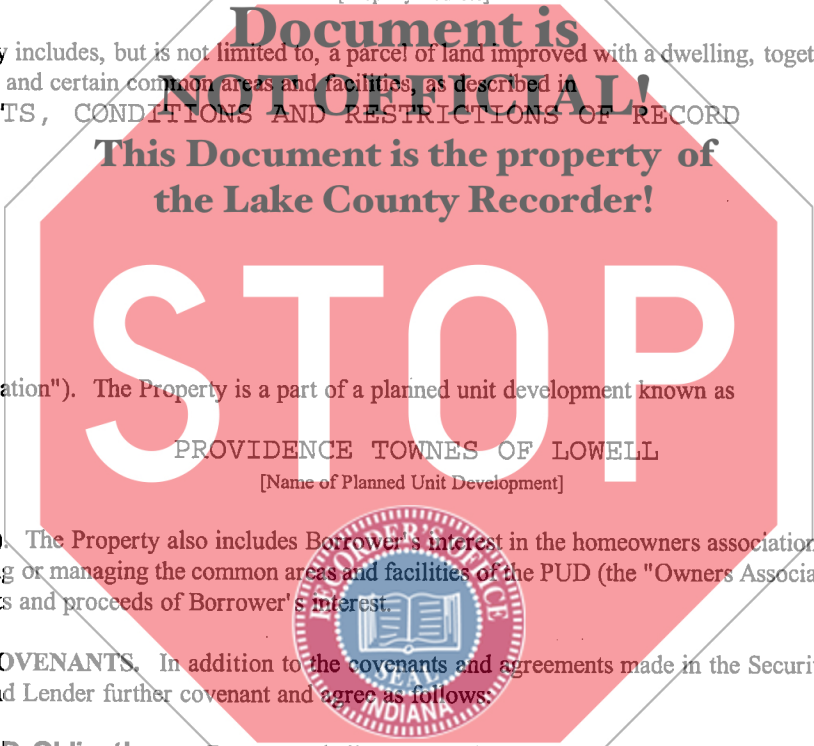 Document is
y includes, but is not limited to, a parcel of land improved with a dwelling, toget
and certain common areas and facilities, as described in
NOT OFFICIAL!
TS, CONDITIONS AND RESTRICTIONS OF RECORD
This Document is the property of
the Lake County Recorder!
STOP
ation"). The Property is a part of a planned unit development known as
PROVIDENCE TOWNES OF LOWELL
[Name of Planned Unit Development]
). The Property also includes Borrower's interest in the homeowners association
g or managing the common areas and facilities of the PUD (the "Owners Associa
s and proceeds of Borrower's interest.
RECORDER'S OFFICE
SEAL
INDIANA
OVENANTS. In addition to the covenants and agreements made in the Securi
d Lender further covenant and agree as follows: